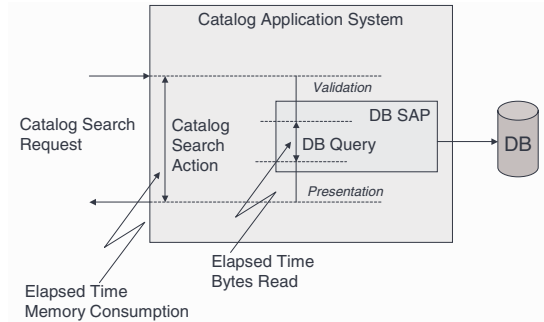 Catalog Application System
Validation
DB SAP
Catalog Search
Request
Catalog
Search
Action
DB Query
DB
Presentation
Elapsed Time
Bytes Read
Elapsed Time
Memory Consumption